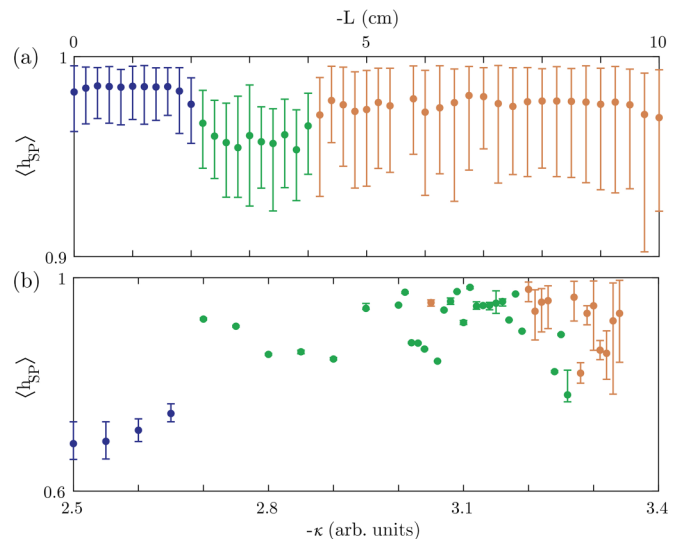 -L (cm)
0 5 10
(a)
1
⟨h_SP⟩
0.9
(b)
1
⟨h_SP⟩
0.6
2.5 2.8 3.1 3.4
-κ (arb. units)